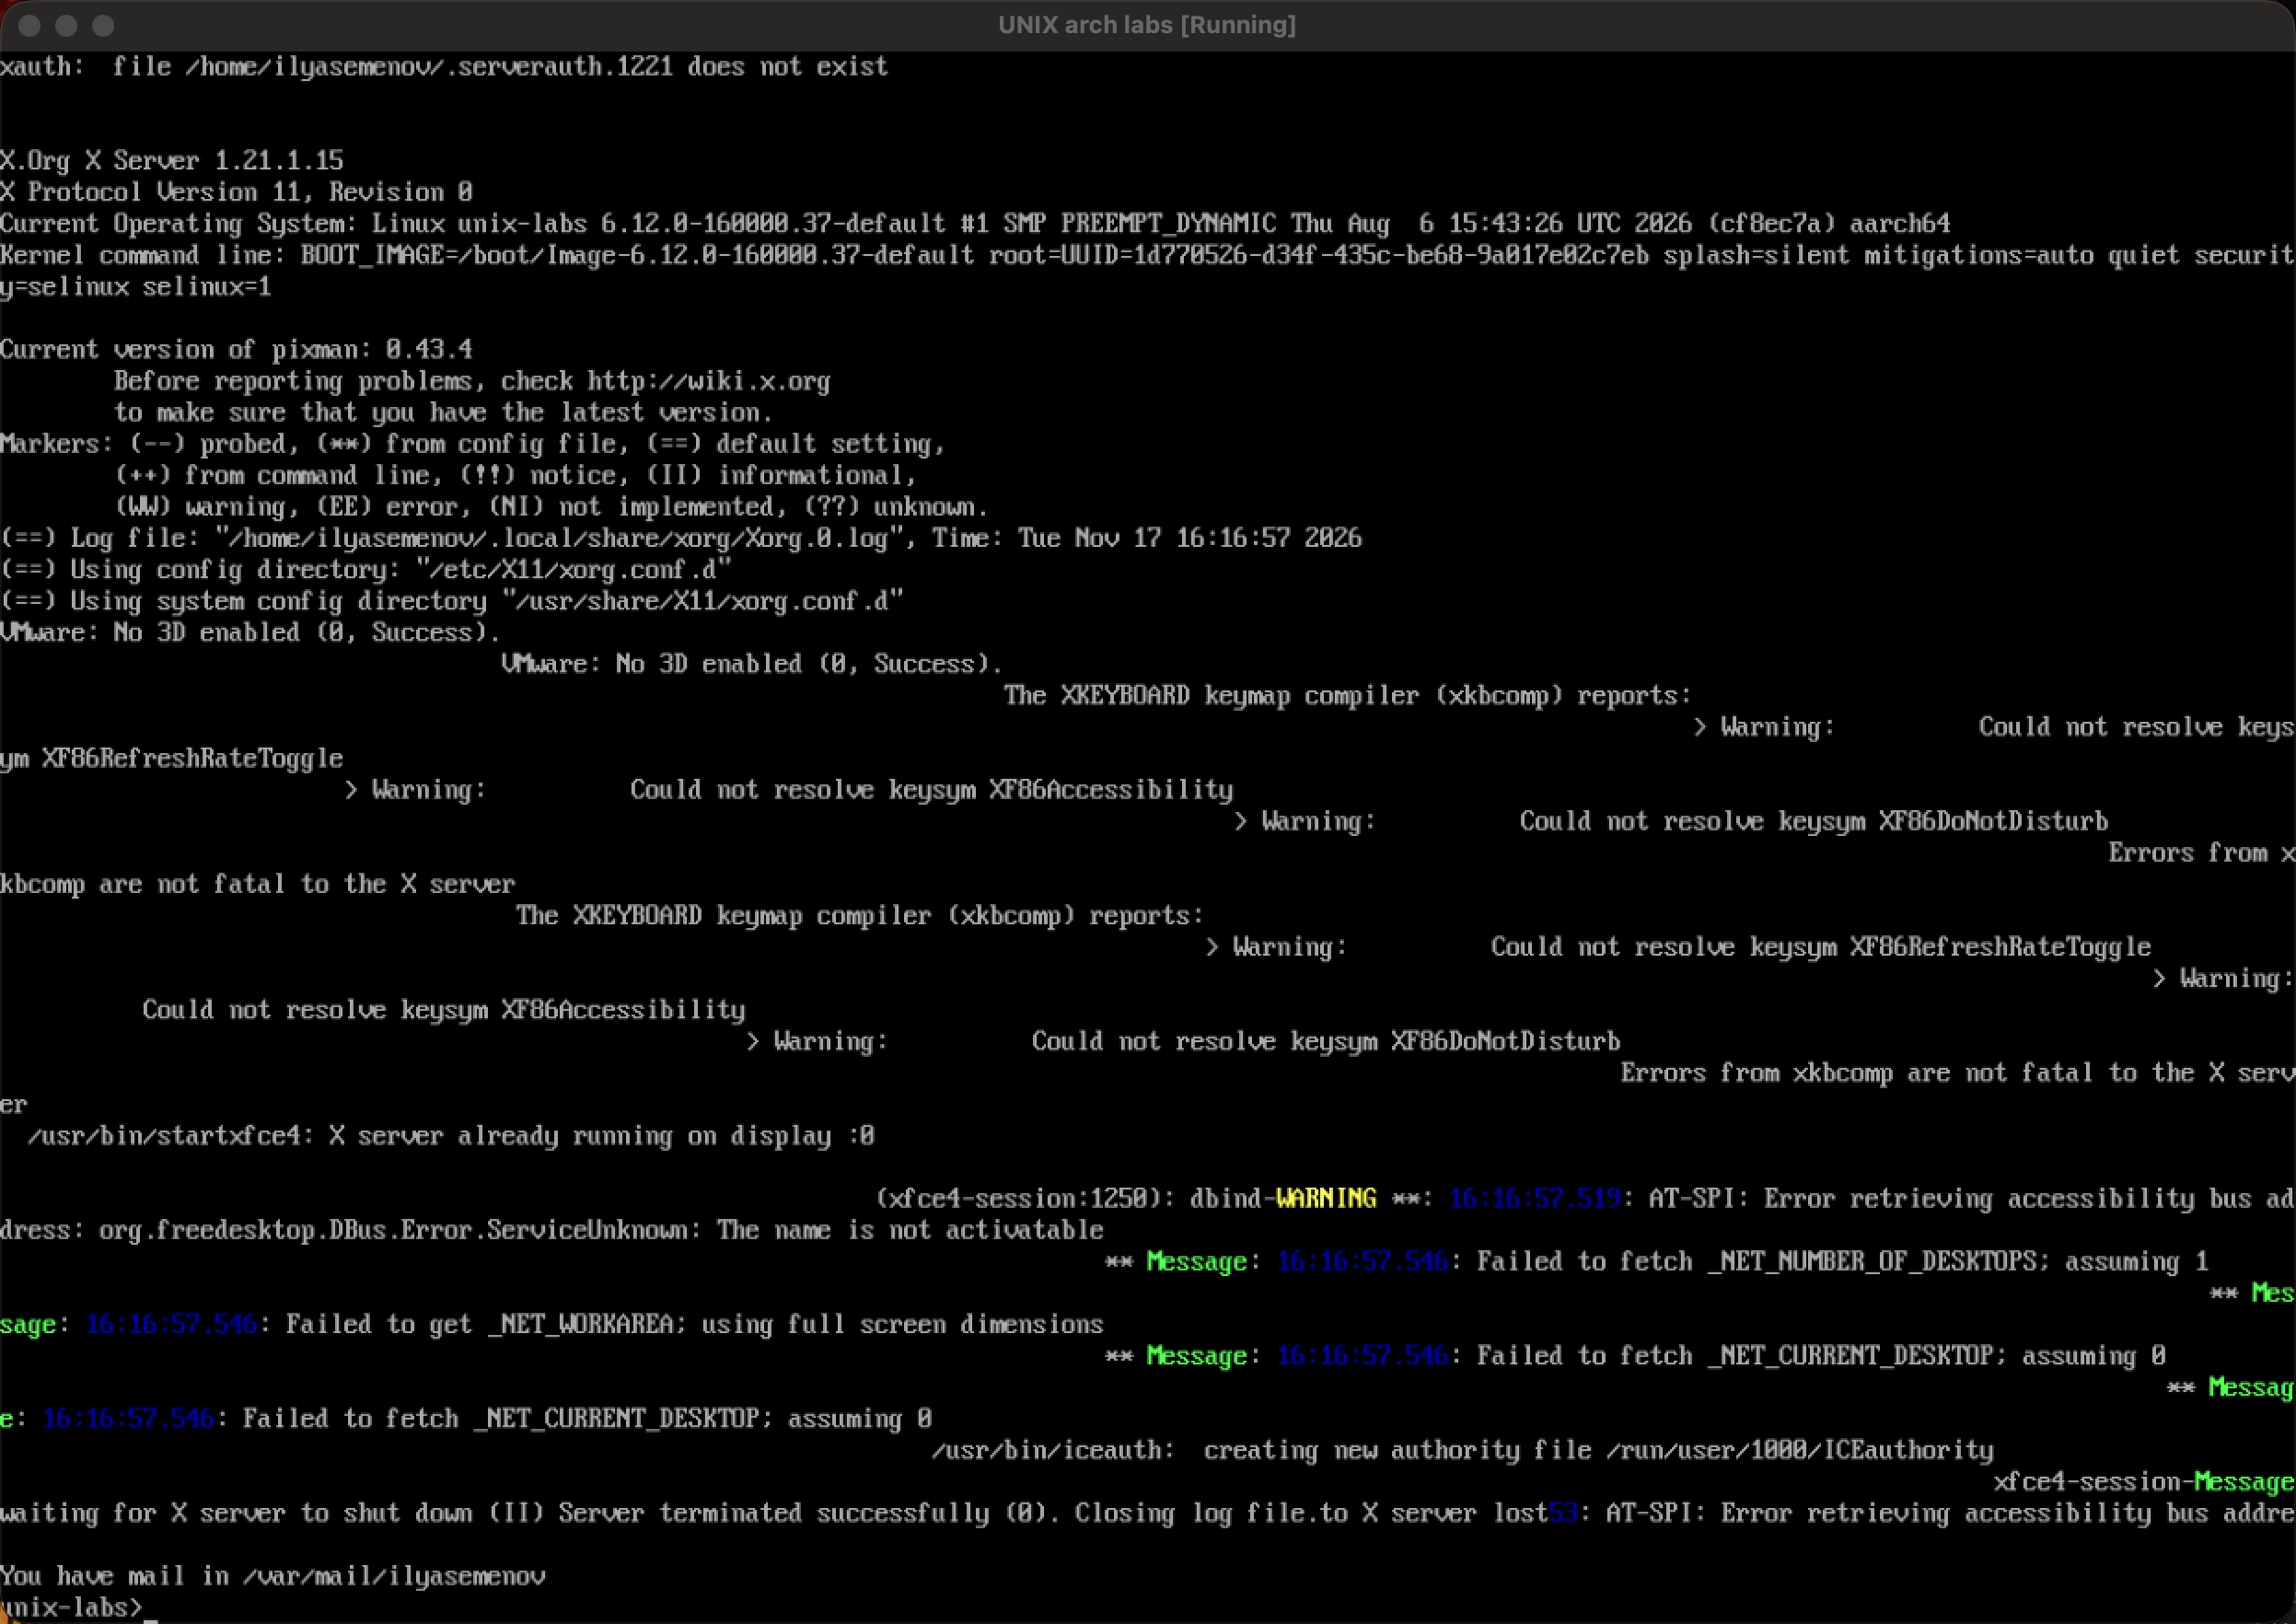 UNIX arch labs [Running]
xauth:  file /home/ilyasemenov/.serverauth.1221 does not exist
X.Org X Server 1.21.1.15
X Protocol Version 11, Revision 0
Current Operating System: Linux unix-labs 6.12.0-160000.37-default #1 SMP PREEMPT_DYNAMIC Thu Aug  6 15:43:26 UTC 2026 (cf8ec7a) aarch64
Kernel command line: BOOT_IMAGE=/boot/Image-6.12.0-160000.37-default root=UUID=1d770526-d34f-435c-be68-9a017e02c7eb splash=silent mitigations=auto quiet securit
y=selinux selinux=1
Current version of pixman: 0.43.4
Before reporting problems, check http://wiki.x.org
to make sure that you have the latest version.
Markers: (--) probed, (**) from config file, (==) default setting,
(++) from command line, (!!) notice, (II) informational,
(WW) warning, (EE) error, (NI) not implemented, (??) unknown.
(==) Log file: "/home/ilyasemenov/.local/share/xorg/Xorg.0.log", Time: Tue Nov 17 16:16:57 2026
(==) Using config directory: "/etc/X11/xorg.conf.d"
(==) Using system config directory "/usr/share/X11/xorg.conf.d"
VMware: No 3D enabled (0, Success).
VMware: No 3D enabled (0, Success).
The XKEYBOARD keymap compiler (xkbcomp) reports:
> Warning:          Could not resolve keys
ym XF86RefreshRateToggle
> Warning:          Could not resolve keysym XF86Accessibility
> Warning:          Could not resolve keysym XF86DoNotDisturb
Errors from x
kbcomp are not fatal to the X server
The XKEYBOARD keymap compiler (xkbcomp) reports:
> Warning:          Could not resolve keysym XF86RefreshRateToggle
> Warning:
Could not resolve keysym XF86Accessibility
> Warning:          Could not resolve keysym XF86DoNotDisturb
Errors from xkbcomp are not fatal to the X serv
er
/usr/bin/startxfce4: X server already running on display :0
(xfce4-session:1250): dbind-WARNING **: 16:16:57.519: AT-SPI: Error retrieving accessibility bus ad
dress: org.freedesktop.DBus.Error.ServiceUnknown: The name is not activatable
** Message: 16:16:57.546: Failed to fetch _NET_NUMBER_OF_DESKTOPS; assuming 1
** Mes
sage: 16:16:57.546: Failed to get _NET_WORKAREA; using full screen dimensions
** Message: 16:16:57.546: Failed to fetch _NET_CURRENT_DESKTOP; assuming 0
** Messag
e: 16:16:57.546: Failed to fetch _NET_CURRENT_DESKTOP; assuming 0
/usr/bin/iceauth:  creating new authority file /run/user/1000/ICEauthority
xfce4-session-Message
waiting for X server to shut down (II) Server terminated successfully (0). Closing log file.to X server lost53: AT-SPI: Error retrieving accessibility bus addre
You have mail in /var/mail/ilyasemenov
unix-labs>_